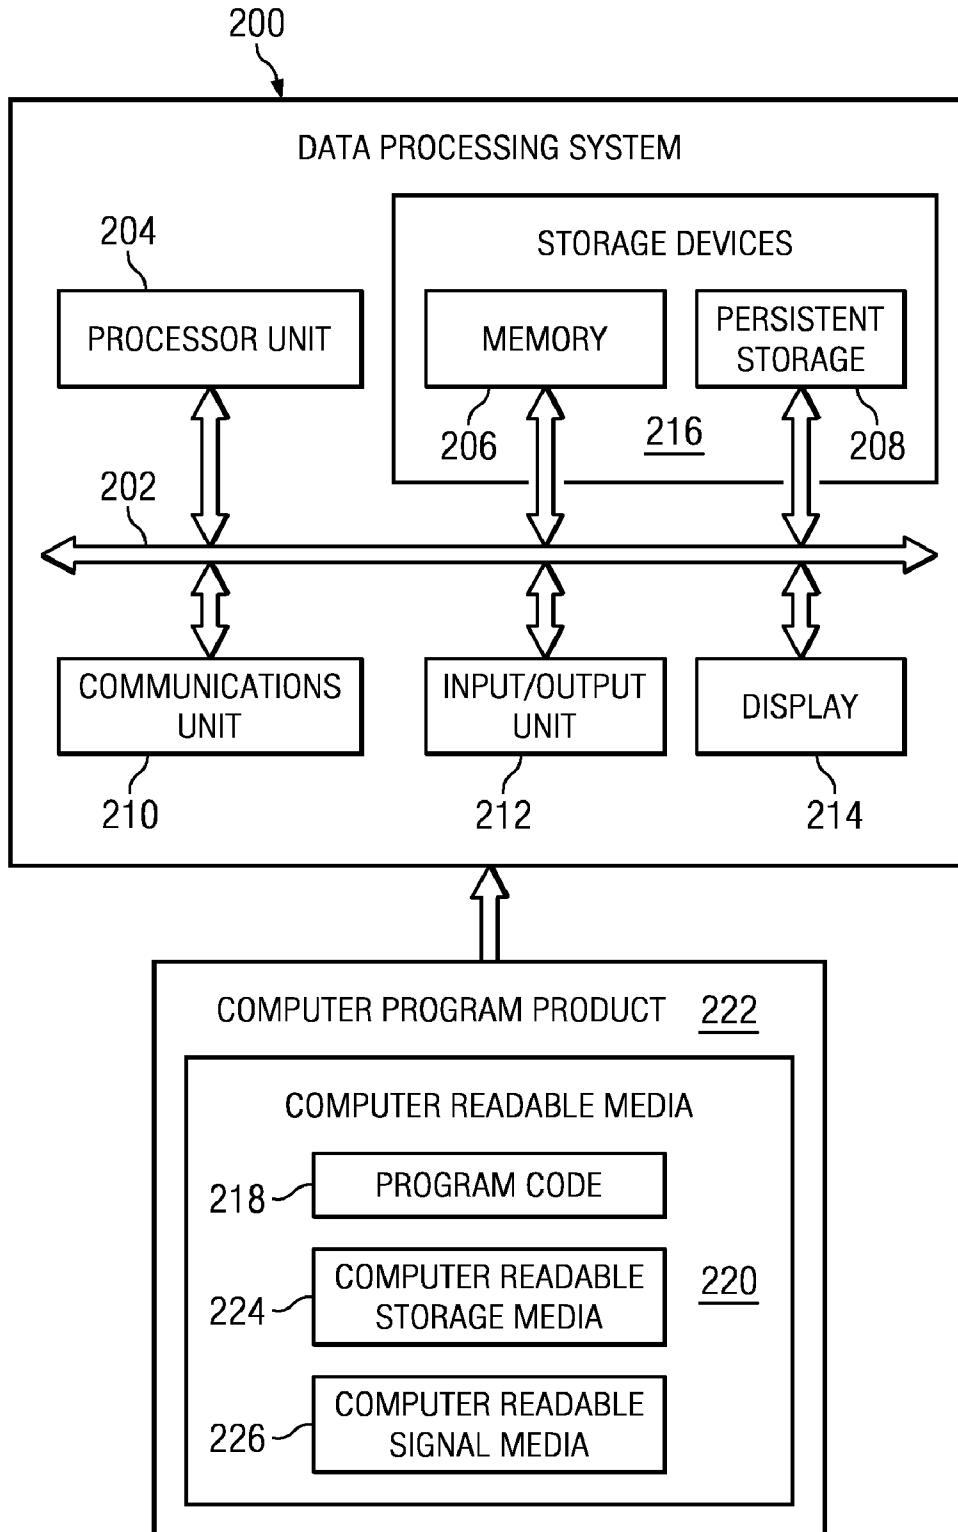 200
DATA PROCESSING SYSTEM
STORAGE DEVICES
204
PROCESSOR UNIT
MEMORY
PERSISTENT
STORAGE
206
216
208
202
COMMUNICATIONS
UNIT
INPUT/OUTPUT
UNIT
DISPLAY
210
212
214
COMPUTER PROGRAM PRODUCT 222
COMPUTER READABLE MEDIA
218
PROGRAM CODE
224
COMPUTER READABLE
STORAGE MEDIA
220
226
COMPUTER READABLE
SIGNAL MEDIA